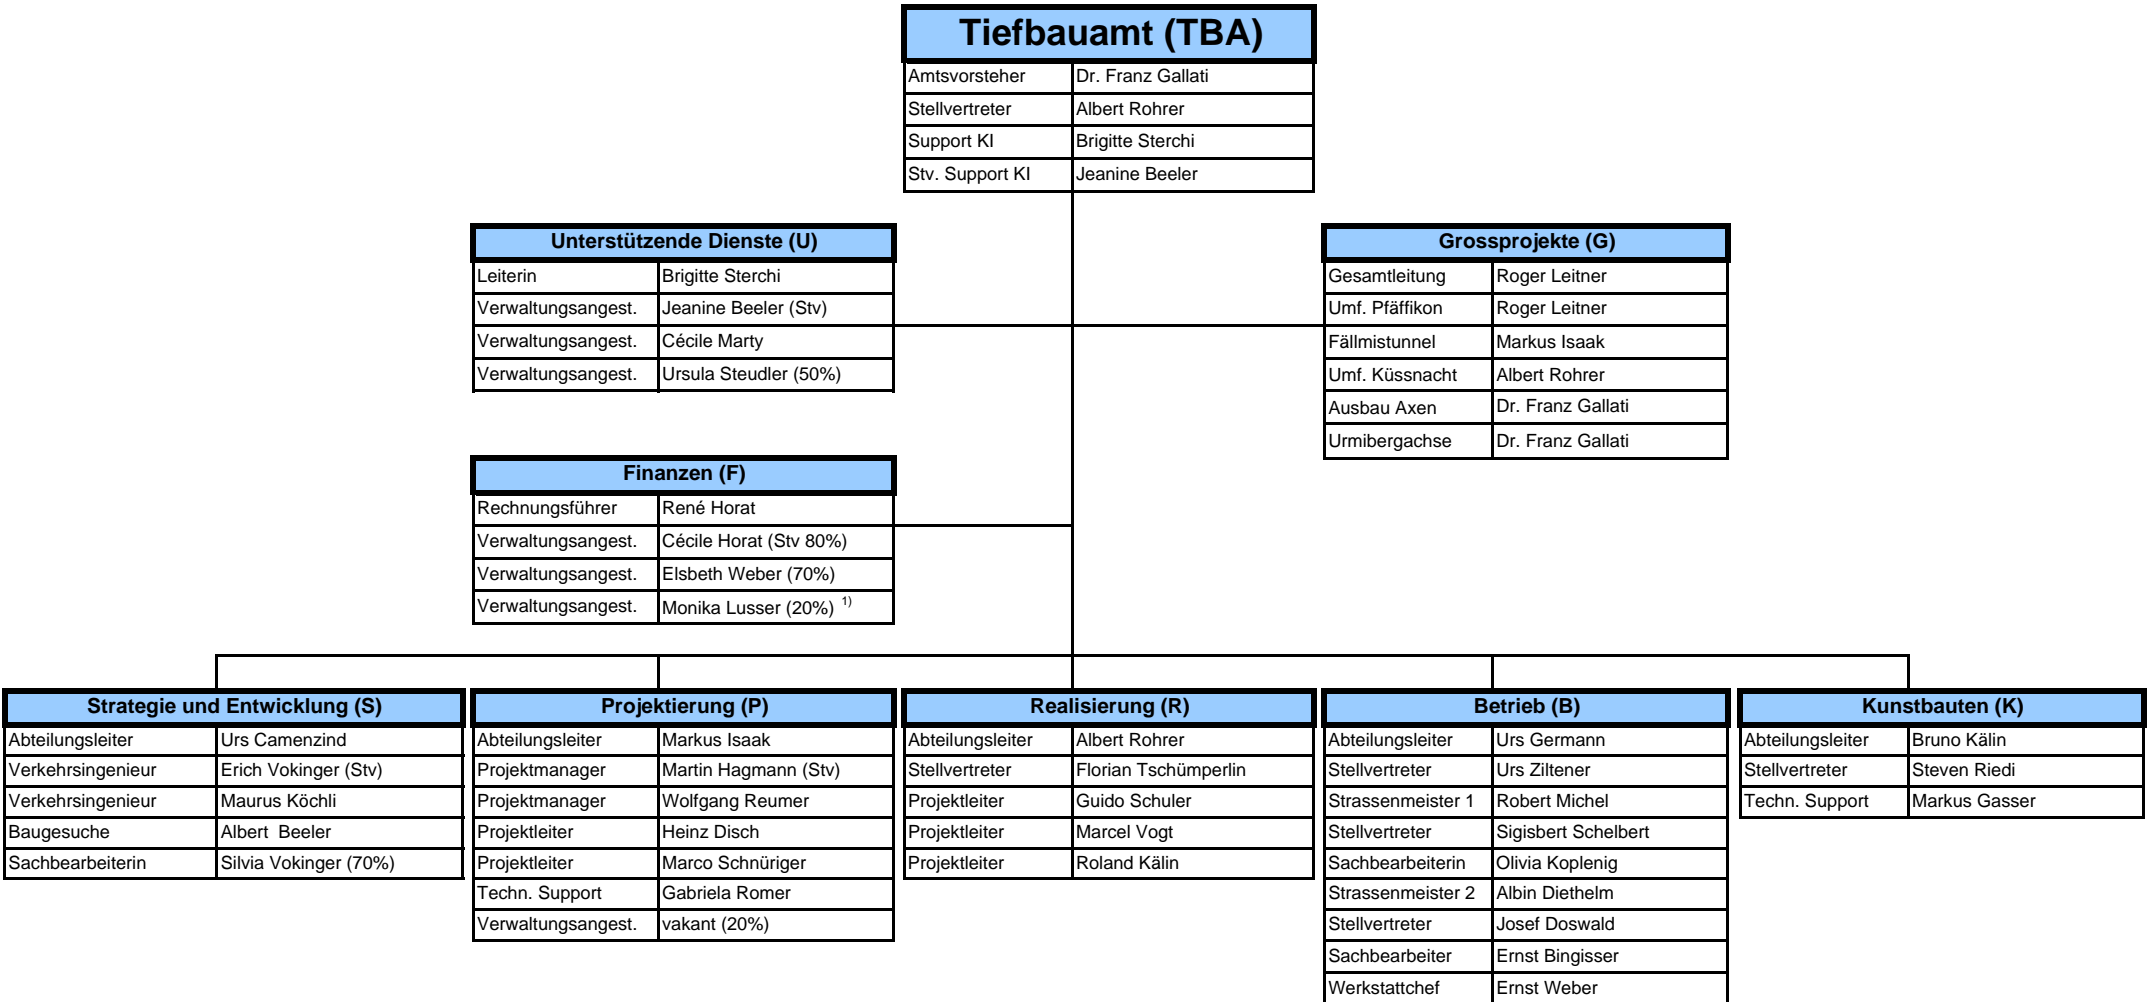 Tiefbauamt (TBA)
Amtsvorsteher Dr. Franz Gallati
Stellvertreter Albert Rohrer
Support KI Brigitte Sterchi
Stv. Support KI Jeanine Beeler
Unterstützende Dienste (U)
Leiterin Brigitte Sterchi
Verwaltungsangest. Jeanine Beeler (Stv)
Verwaltungsangest. Cécile Marty
Verwaltungsangest. Ursula Steudler (50%)
Grossprojekte (G)
Gesamtleitung Roger Leitner
Umf. Pfäffikon Roger Leitner
Fällmistunnel Markus Isaak
Umf. Küssnacht Albert Rohrer
Ausbau Axen Dr. Franz Gallati
Urmibergachse Dr. Franz Gallati
Finanzen (F)
Rechnungsführer René Horat
Verwaltungsangest. Cécile Horat (Stv 80%)
Verwaltungsangest. Elsbeth Weber (70%)
Verwaltungsangest. Monika Lusser (20%) 1)
Strategie und Entwicklung (S)
Abteilungsleiter Urs Camenzind
Verkehrsingenieur Erich Vokinger (Stv)
Verkehrsingenieur Maurus Köchli
Baugesuche Albert Beeler
Sachbearbeiterin Silvia Vokinger (70%)
Projektierung (P)
Abteilungsleiter Markus Isaak
Projektmanager Martin Hagmann (Stv)
Projektmanager Wolfgang Reumer
Projektleiter Heinz Disch
Projektleiter Marco Schnüriger
Techn. Support Gabriela Romer
Verwaltungsangest. vakant (20%)
Realisierung (R)
Abteilungsleiter Albert Rohrer
Stellvertreter Florian Tschümperlin
Projektleiter Guido Schuler
Projektleiter Marcel Vogt
Projektleiter Roland Kälin
Betrieb (B)
Abteilungsleiter Urs Germann
Stellvertreter Urs Ziltener
Strassenmeister 1 Robert Michel
Stellvertreter Sigisbert Schelbert
Sachbearbeiterin Olivia Koplenig
Strassenmeister 2 Albin Diethelm
Stellvertreter Josef Doswald
Sachbearbeiter Ernst Bingisser
Werkstattchef Ernst Weber
Kunstbauten (K)
Abteilungsleiter Bruno Kälin
Stellvertreter Steven Riedi
Techn. Support Markus Gasser